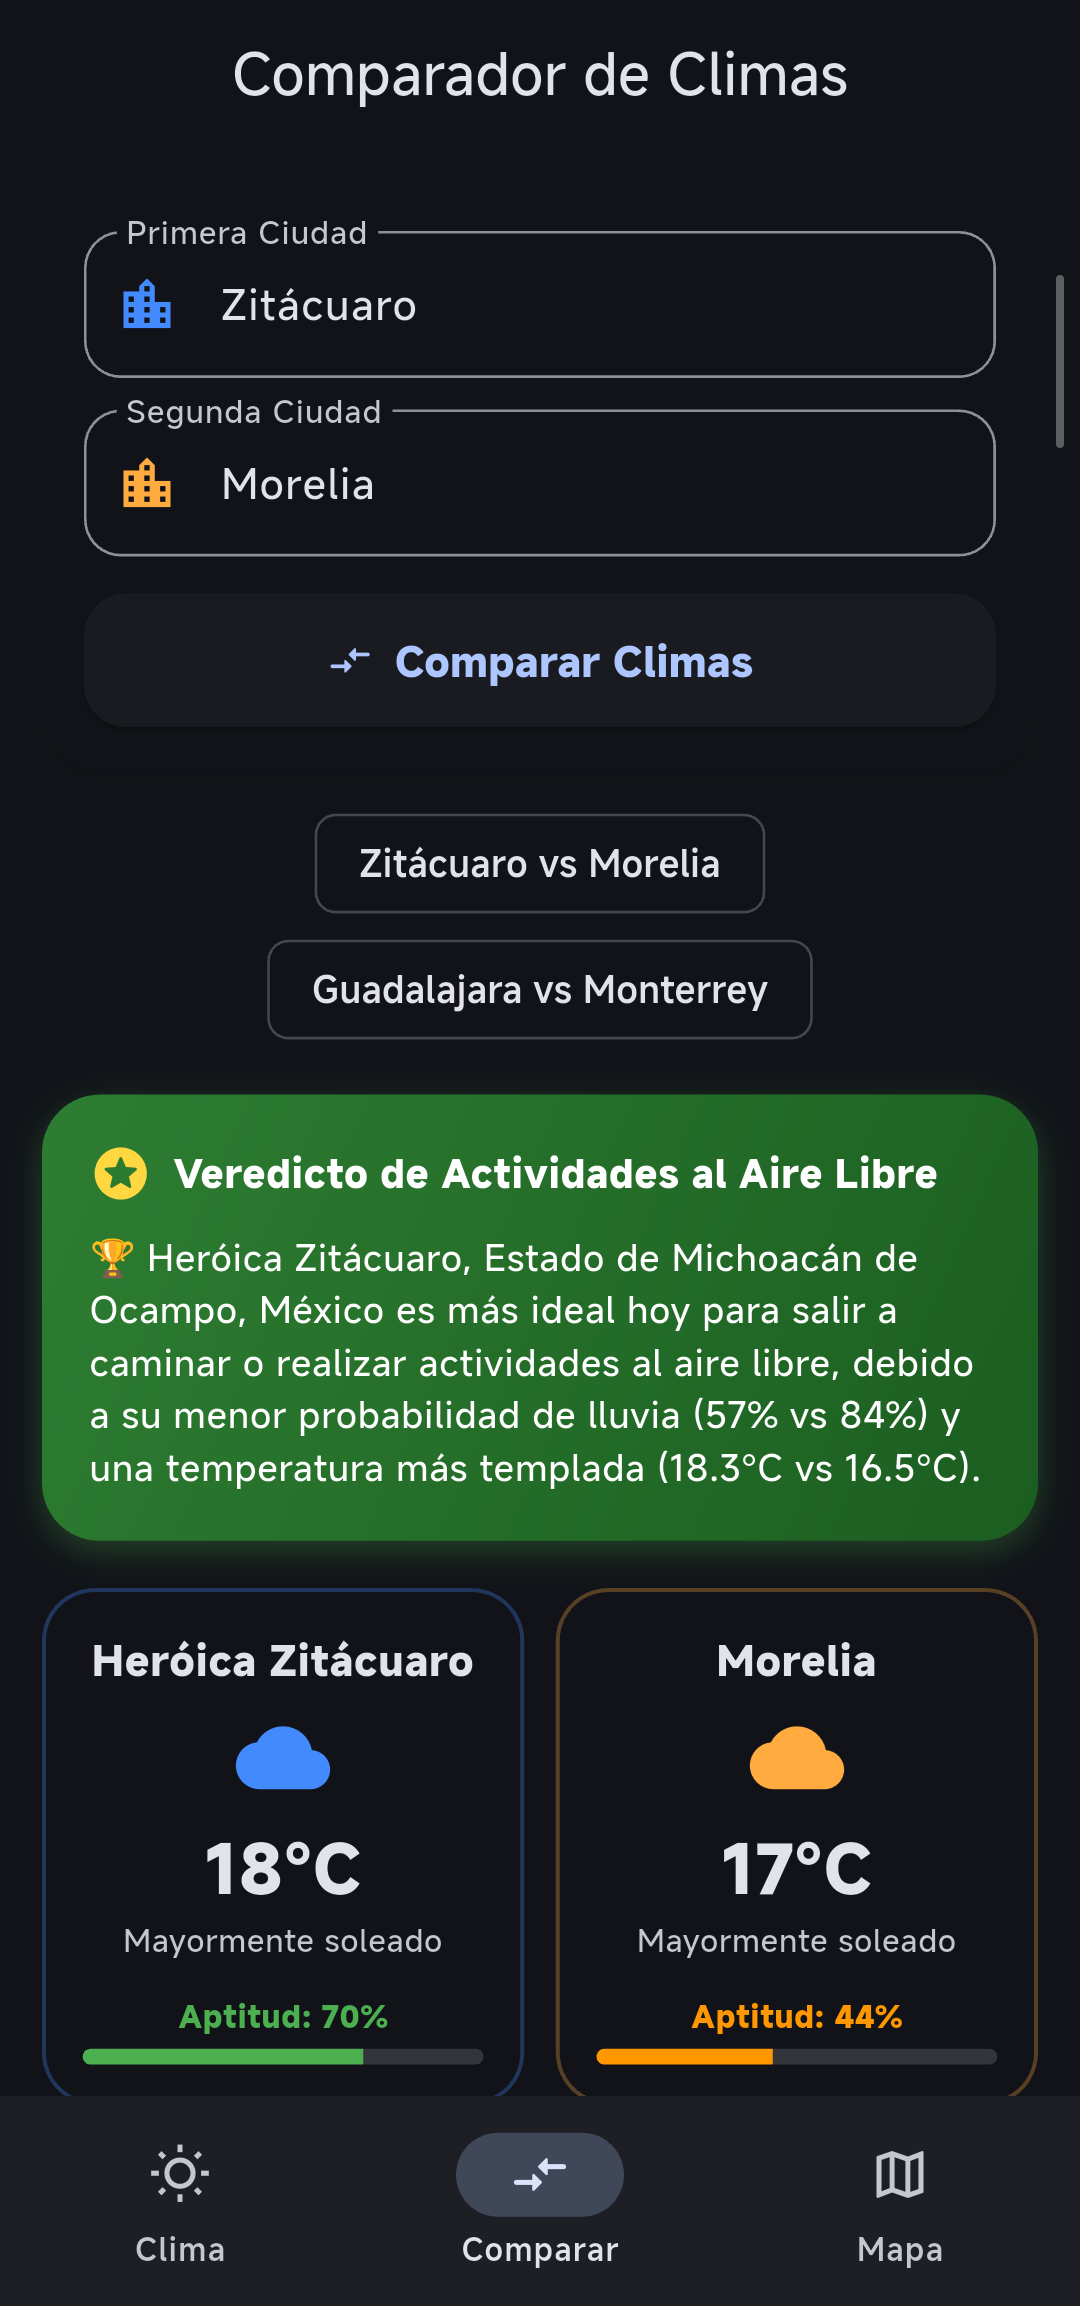 Comparador de Climas
Primera Ciudad
Zitácuaro
Segunda Ciudad
Morelia
Comparar Climas
Zitácuaro vs Morelia
Guadalajara vs Monterrey
Veredicto de Actividades al Aire Libre
🏆 Heróica Zitácuaro, Estado de Michoacán de
Ocampo, México es más ideal hoy para salir a
caminar o realizar actividades al aire libre, debido
a su menor probabilidad de lluvia (57% vs 84%) y
una temperatura más templada (18.3°C vs 16.5°C).
Heróica Zitácuaro
18°C
Mayormente soleado
Aptitud: 70%
Morelia
17°C
Mayormente soleado
Aptitud: 44%
Clima
Comparar
Mapa